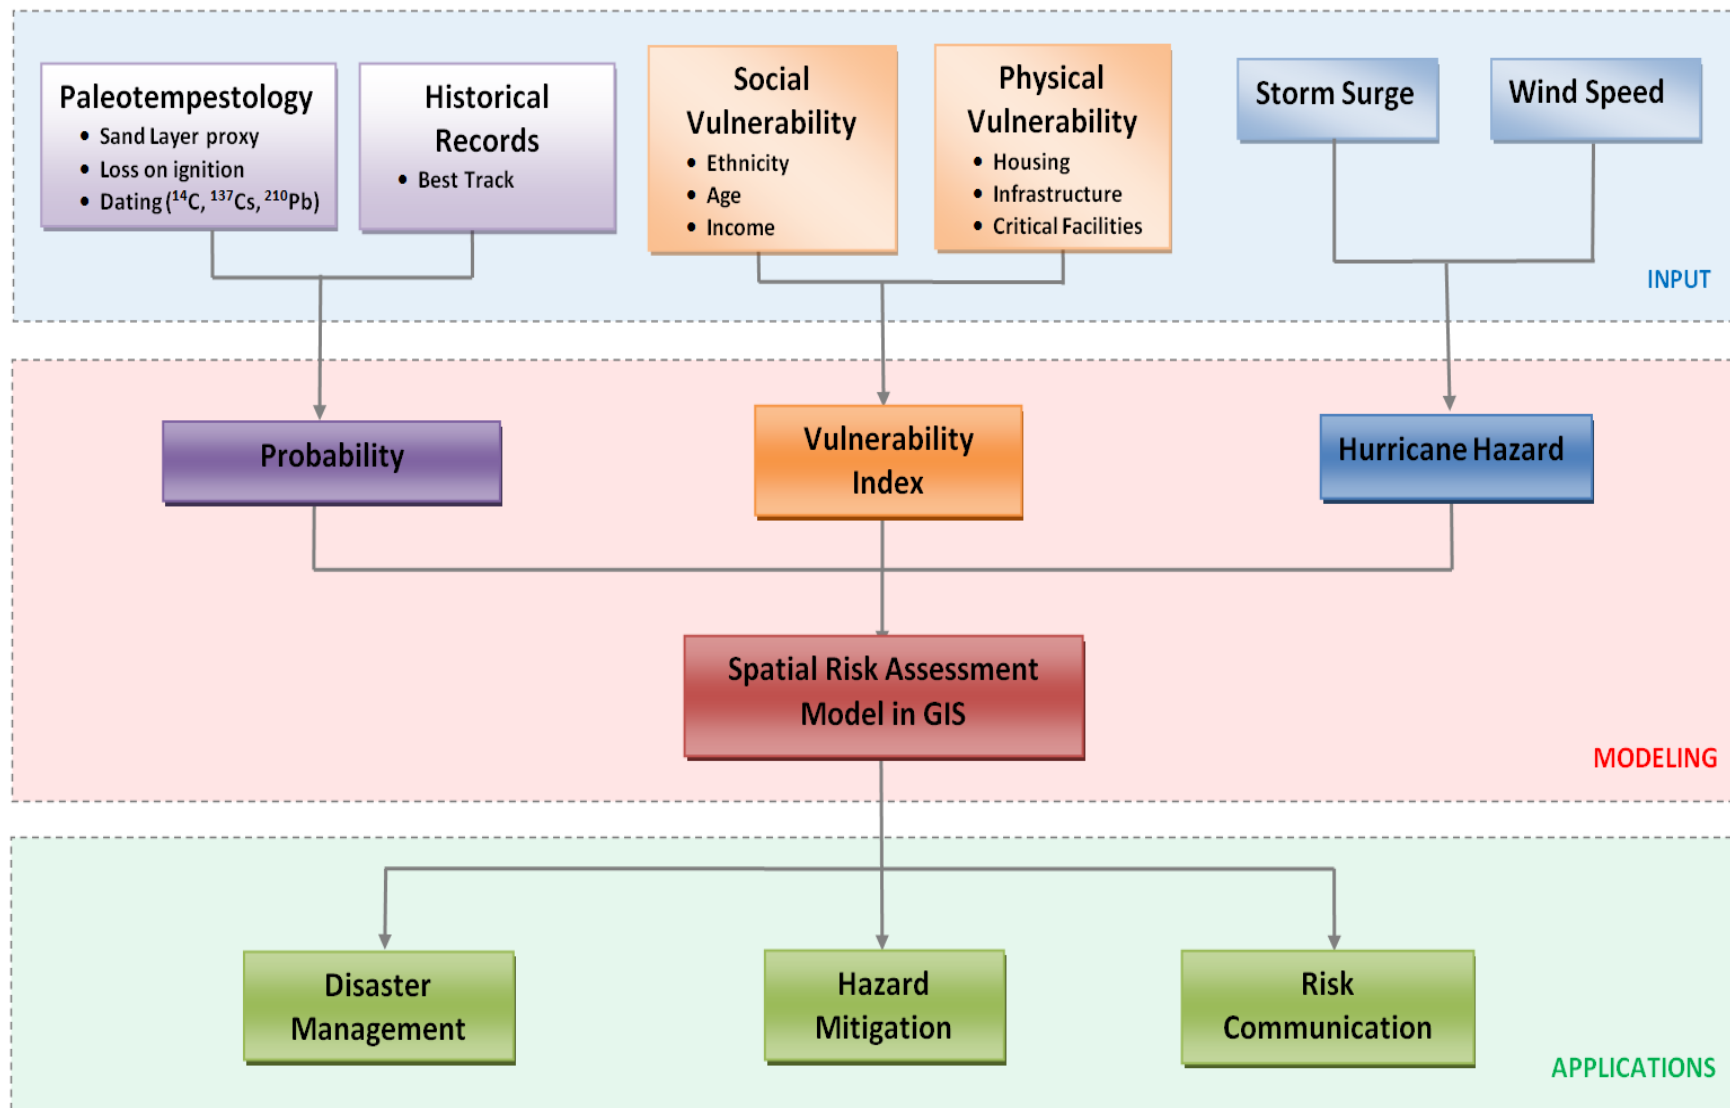 Paleotempestology
• Sand Layer proxy
• Loss on ignition
• Dating (¹⁴C, ¹³⁷Cs, ²¹⁰Pb)
Historical
Records
• Best Track
Social
Vulnerability
• Ethnicity
• Age
• Income
Physical
Vulnerability
• Housing
• Infrastructure
• Critical Facilities
Storm Surge
Wind Speed
INPUT
Probability
Vulnerability
Index
Hurricane Hazard
Spatial Risk Assessment
Model in GIS
MODELING
Disaster
Management
Hazard
Mitigation
Risk
Communication
APPLICATIONS